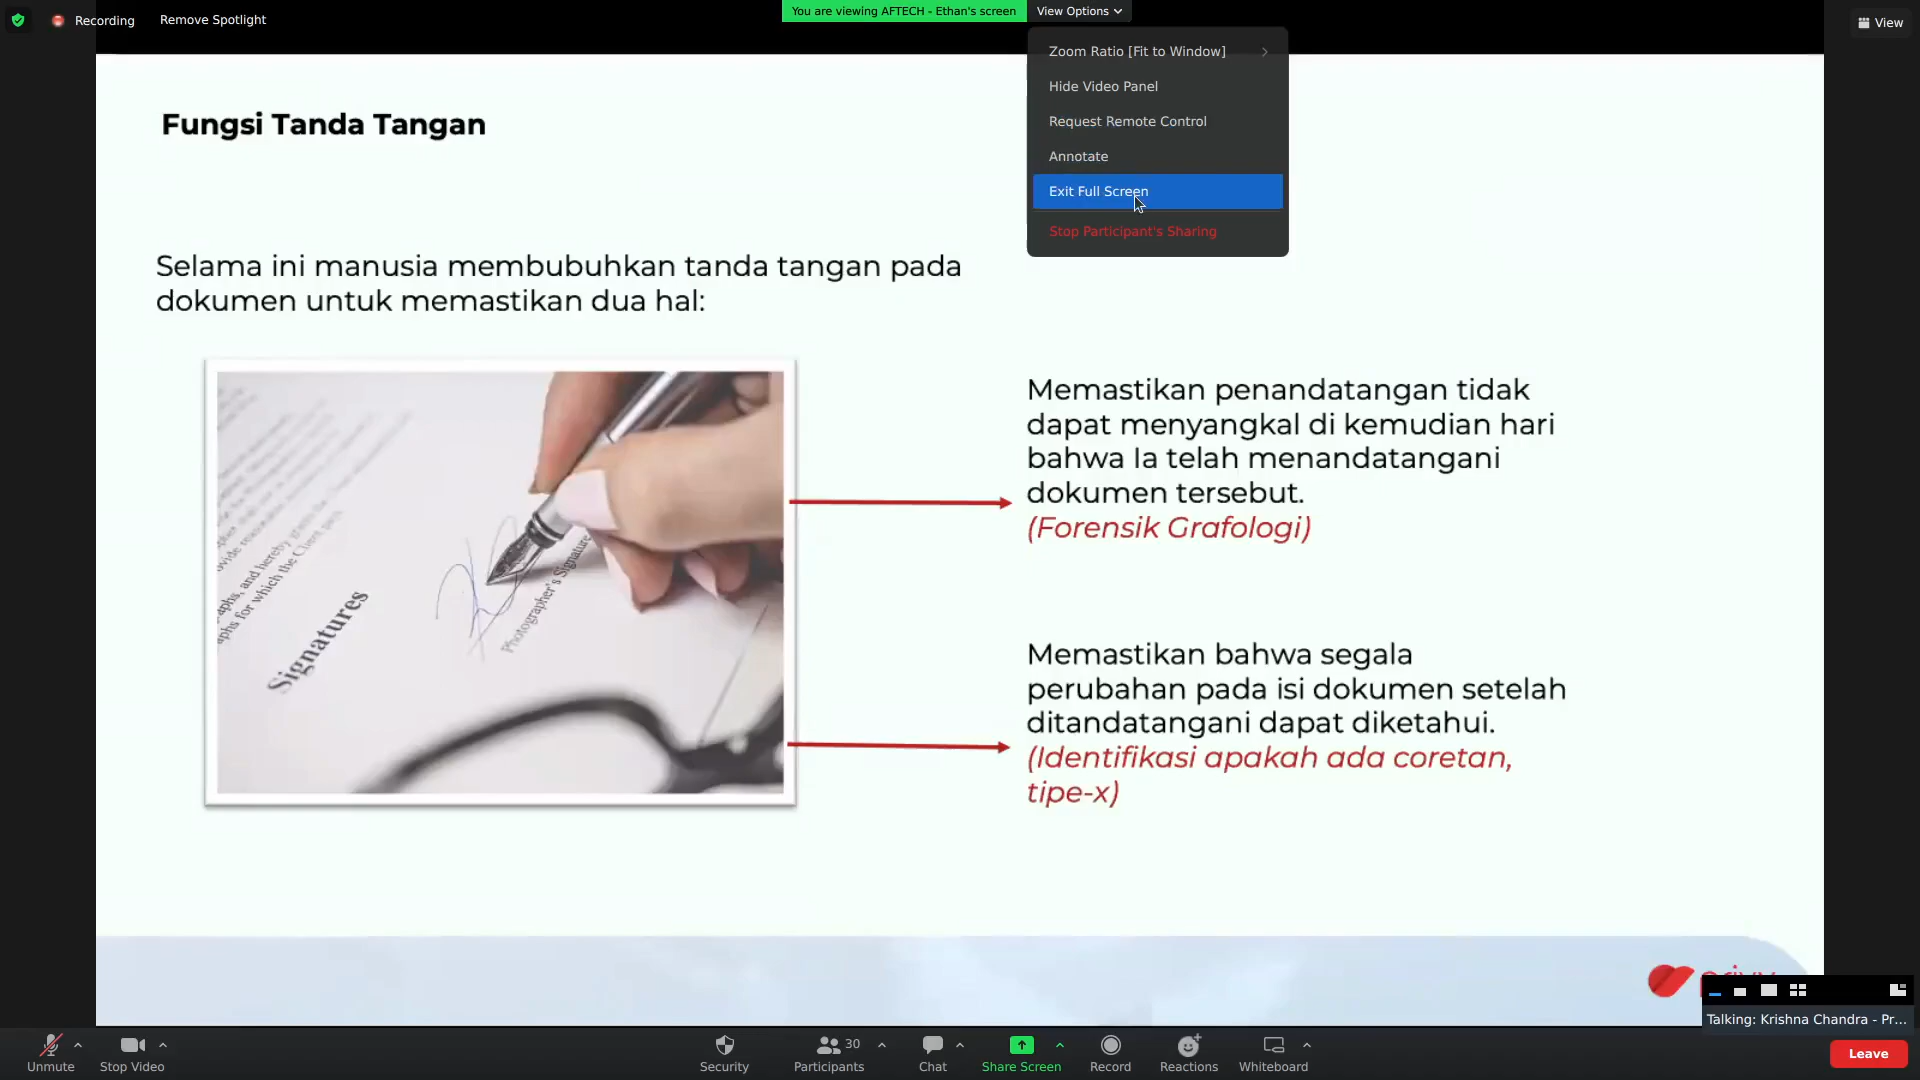 Recording
Remove Spotlight
You are viewing AFTECH - Ethan's screen
View Options
View
Zoom Ratio [Fit to Window]
Hide Video Panel
Request Remote Control
Annotate
Exit Full Screen
Stop Participant's Sharing
Fungsi Tanda Tangan
Selama ini manusia membubuhkan tanda tangan pada
dokumen untuk memastikan dua hal:
Memastikan penandatangan tidak
dapat menyangkal di kemudian hari
bahwa Ia telah menandatangani
dokumen tersebut.
(Forensik Grafologi)
Signatures
Photographer's Signature
Memastikan bahwa segala
perubahan pada isi dokumen setelah
ditandatangani dapat diketahui.
(Identifikasi apakah ada coretan,
tipe-x)
Talking: Krishna Chandra - Pr...
Unmute
Stop Video
Security
30
Participants
Chat
Share Screen
Record
Reactions
Whiteboard
Leave